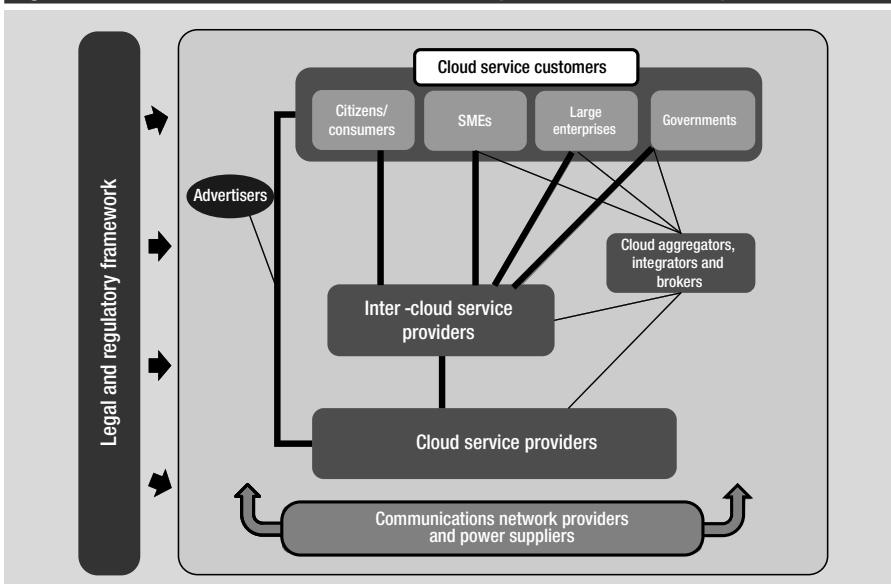 Cloud service customers
Citizens/
consumers
SMEs
Large
enterprises
Governments
Advertisers
Legal and regulatory framework
Cloud aggregators,
integrators and
brokers
Inter -cloud service
providers
Cloud service providers
Communications network providers
and power suppliers